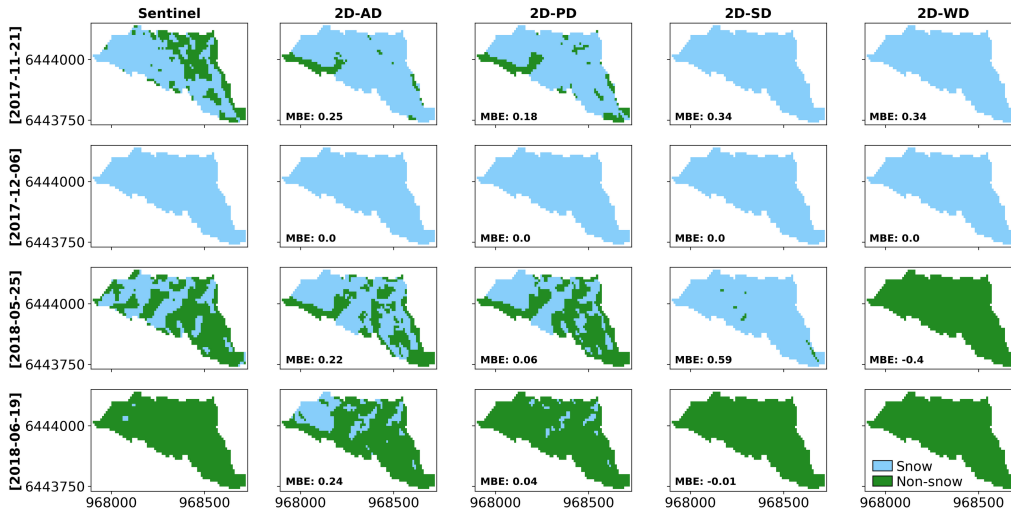 Sentinel 2D-AD 2D-PD 2D-SD 2D-WD
[2017-11-21]
6444000
6443750
MBE: 0.25 MBE: 0.18 MBE: 0.34 MBE: 0.34
[2017-12-06]
6444000
6443750
MBE: 0.0 MBE: 0.0 MBE: 0.0 MBE: 0.0
[2018-05-25]
6444000
6443750
MBE: 0.22 MBE: 0.06 MBE: 0.59 MBE: -0.4
[2018-06-19]
6444000
6443750
MBE: 0.24 MBE: 0.04 MBE: -0.01
Snow
Non-snow
968000 968500 968000 968500 968000 968500 968000 968500 968000 968500